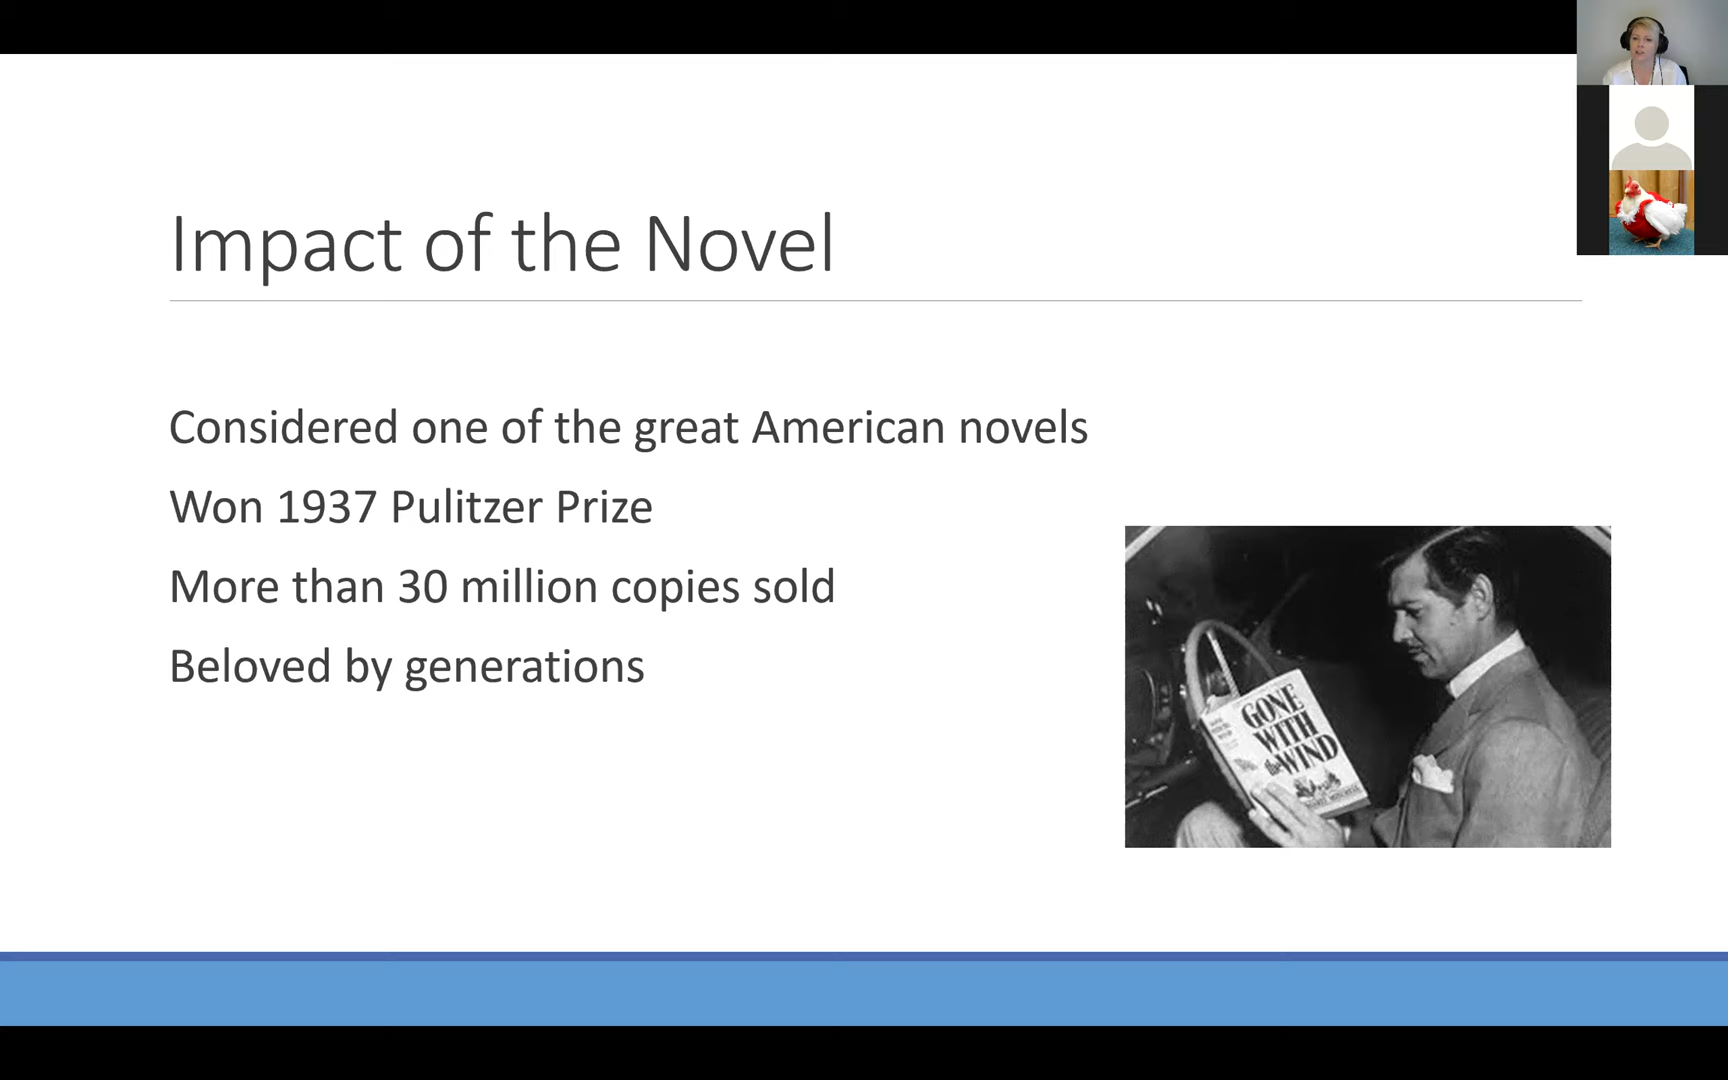 Impact of the Novel
Considered one of the great American novels
Won 1937 Pulitzer Prize
More than 30 million copies sold
Beloved by generations
GONE
WITH
the WIND